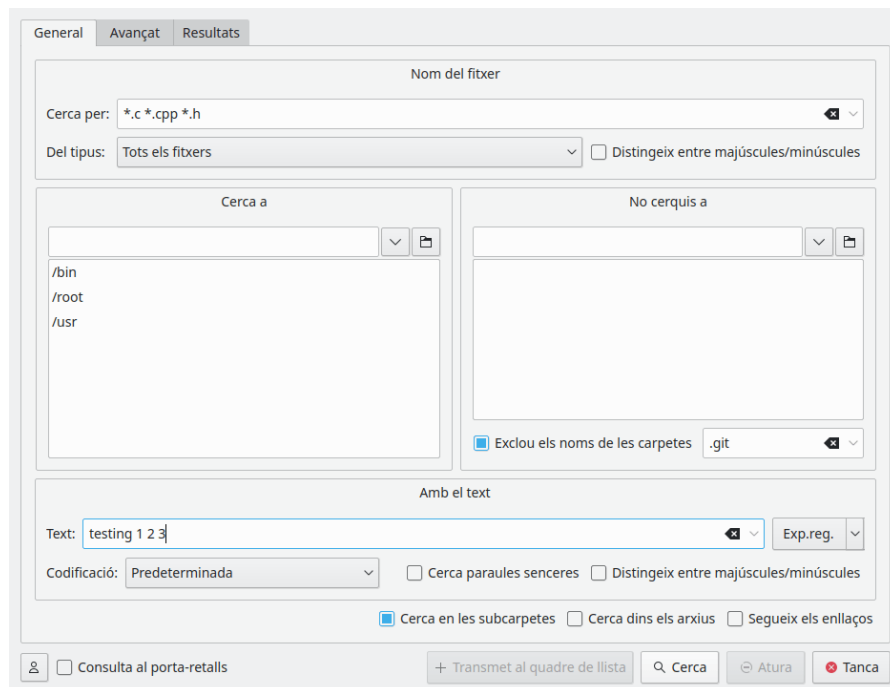 General Avançat Resultats
Nom del fitxer
Cerca per: *.c *.cpp *.h
Del tipus: Tots els fitxers Distingeix entre majúscules/minúscules
Cerca a
/bin
/root
/usr
No cerquis a
Exclou els noms de les carpetes .git
Amb el text
Text: testing 1 2 3 Exp.reg.
Codificació: Predeterminada Cerca paraules senceres Distingeix entre majúscules/minúscules
Cerca en les subcarpetes Cerca dins els arxius Segueix els enllaços
Consulta al porta-retalls + Transmet al quadre de llista Cerca Atura Tanca